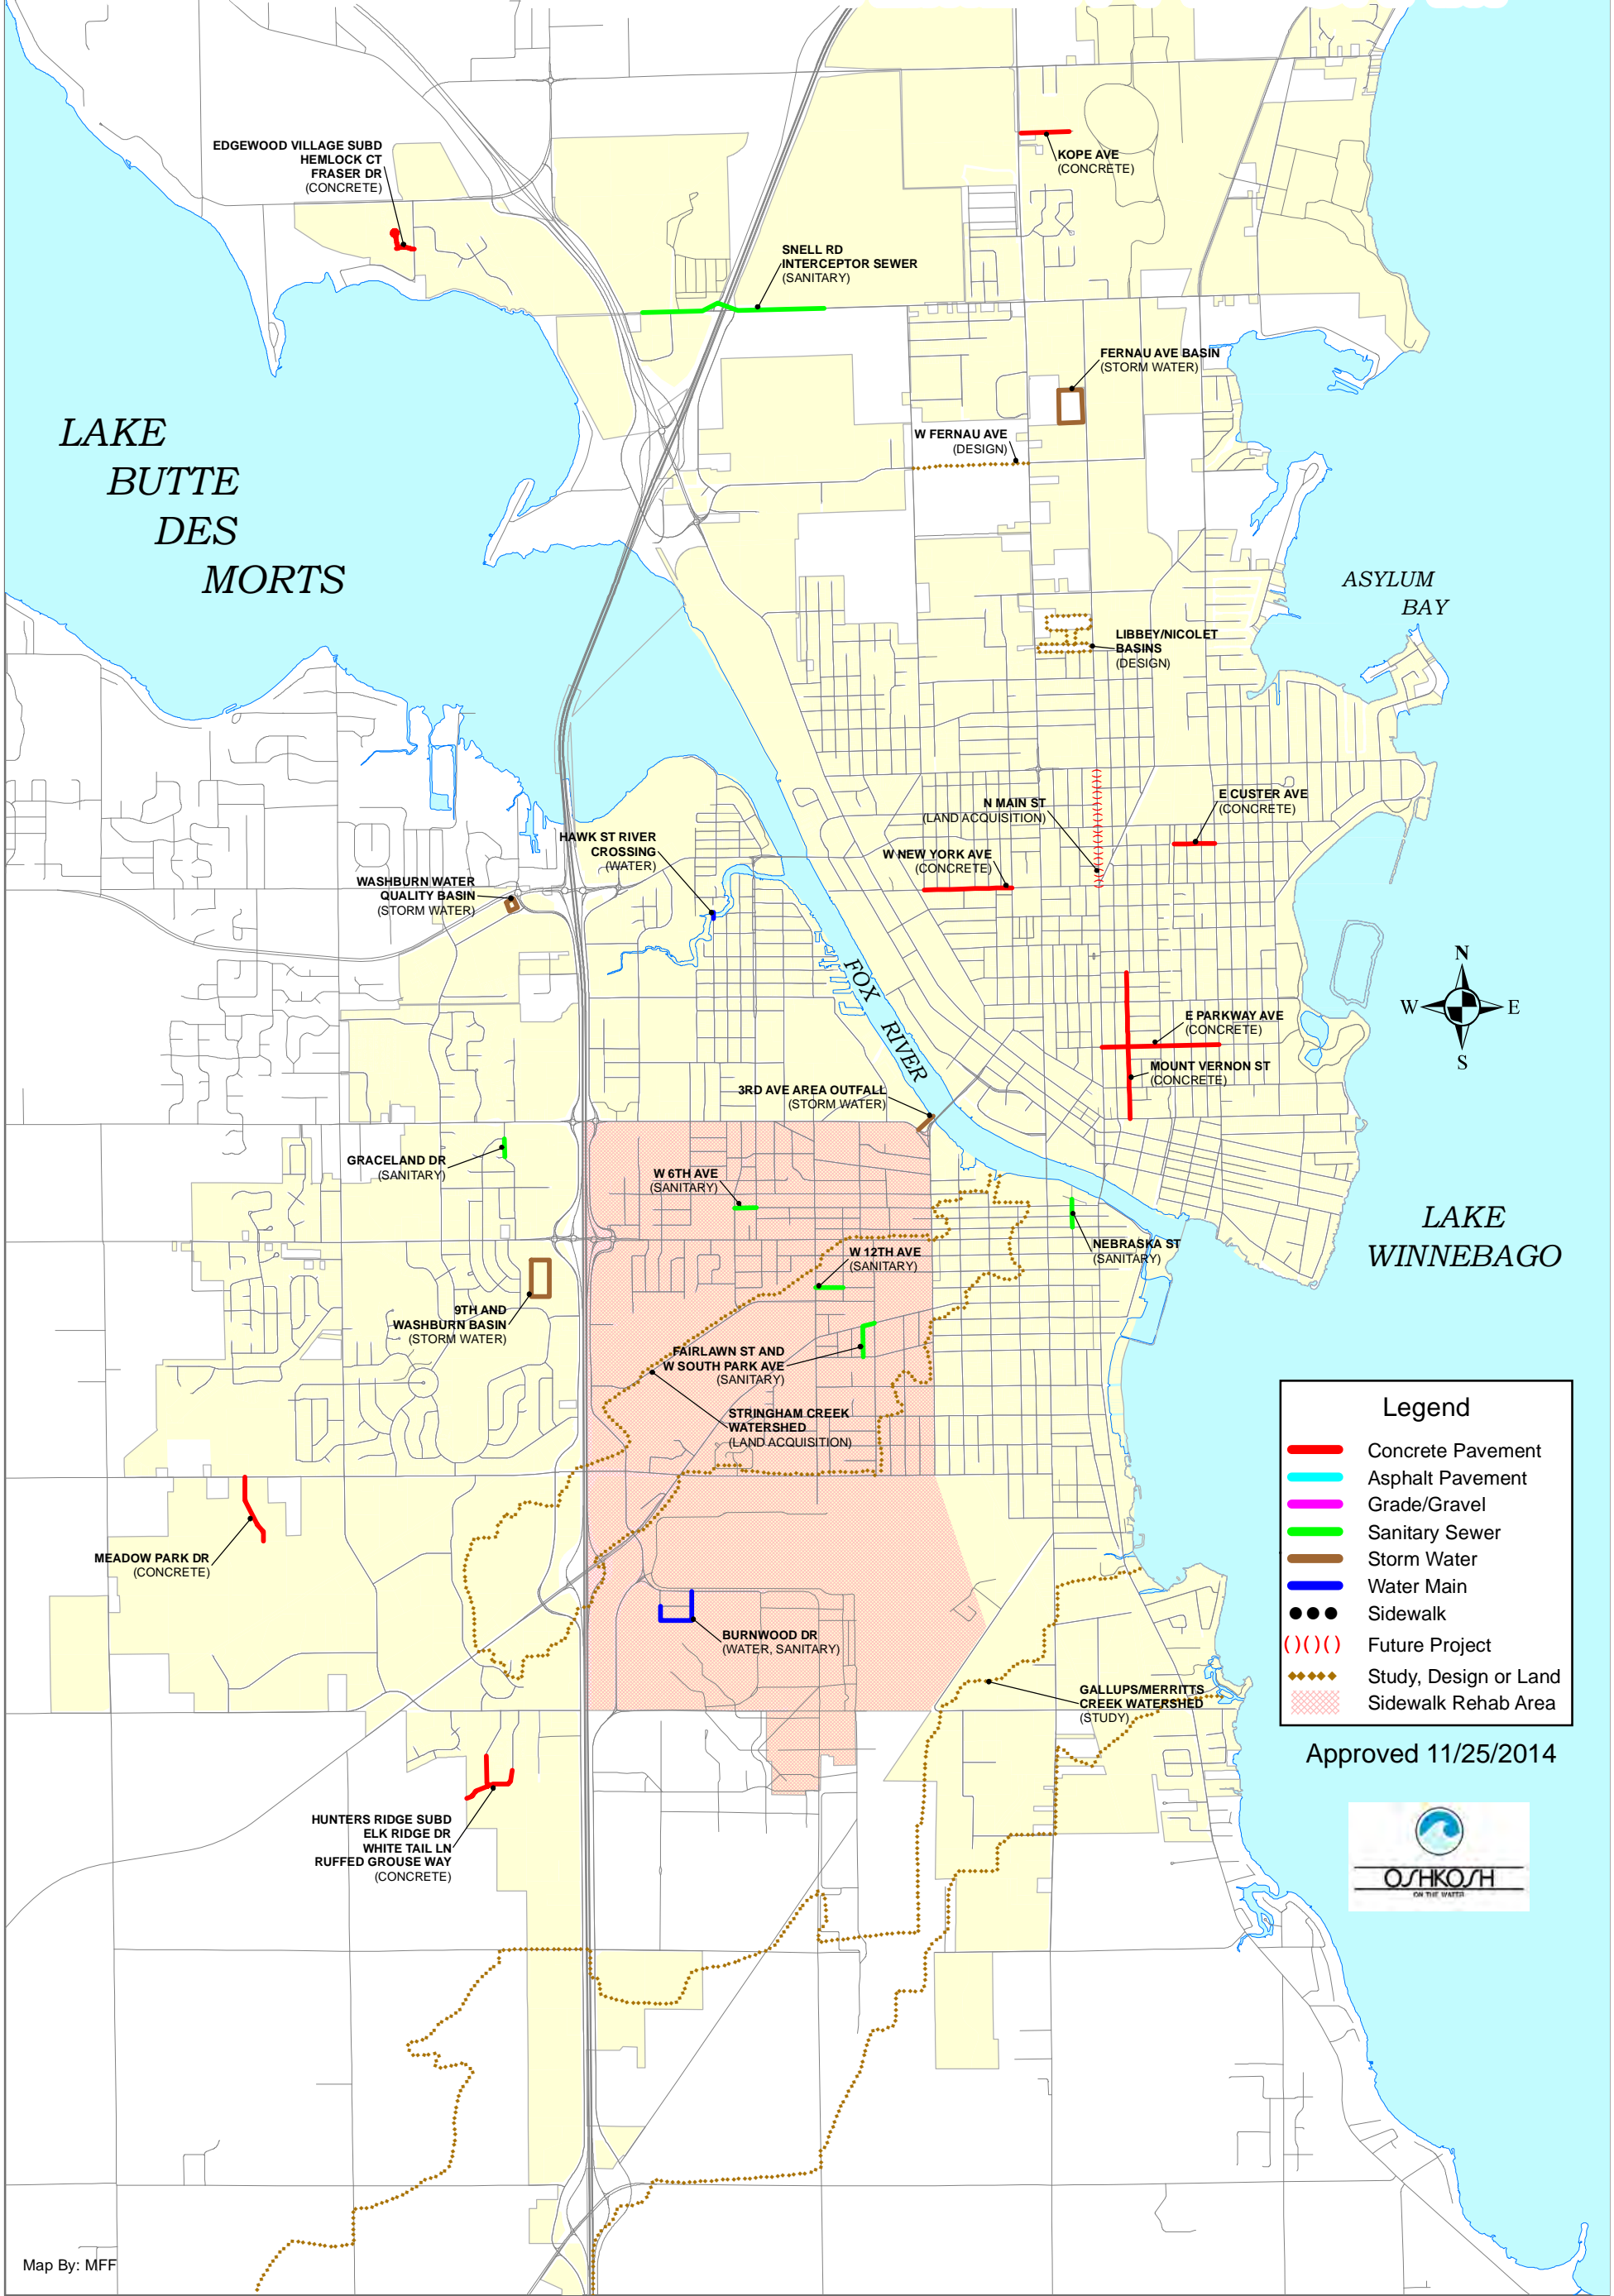 EDGEWOOD VILLAGE SUBD
HEMLOCK CT
FRASER DR
(CONCRETE)
KOPE AVE
(CONCRETE)
SNELL RD
INTERCEPTOR SEWER
(SANITARY)
FERNAU AVE BASIN
(STORM WATER)
W FERNAU AVE
(DESIGN)
LAKE
BUTTE
DES
MORTS
ASYLUM
BAY
LIBBEY/NICOLET
BASINS
(DESIGN)
N MAIN ST
(LAND ACQUISITION)
E CUSTER AVE
(CONCRETE)
HAWK ST RIVER
CROSSING
(WATER)
W NEW YORK AVE
(CONCRETE)
WASHBURN WATER
QUALITY BASIN
(STORM WATER)
FOX
RIVER
N
W
E
S
E PARKWAY AVE
(CONCRETE)
MOUNT VERNON ST
(CONCRETE)
3RD AVE AREA OUTFALL
(STORM WATER)
GRACELAND DR
(SANITARY)
W 6TH AVE
(SANITARY)
LAKE
WINNEBAGO
NEBRASKA ST
(SANITARY)
W 12TH AVE
(SANITARY)
9TH AND
WASHBURN BASIN
(STORM WATER)
FAIRLAWN ST AND
W SOUTH PARK AVE
(SANITARY)
STRINGHAM CREEK
WATERSHED
(LAND ACQUISITION)
MEADOW PARK DR
(CONCRETE)
BURNWOOD DR
(WATER, SANITARY)
GALLUPS/MERRITTS
CREEK WATERSHED
(STUDY)
HUNTERS RIDGE SUBD
ELK RIDGE DR
WHITE TAIL LN
RUFFED GROUSE WAY
(CONCRETE)
Legend
Concrete Pavement
Asphalt Pavement
Grade/Gravel
Sanitary Sewer
Storm Water
Water Main
Sidewalk
Future Project
Study, Design or Land
Sidewalk Rehab Area
Approved 11/25/2014
OSHKOSH
ON THE WATER
Map By: MFF